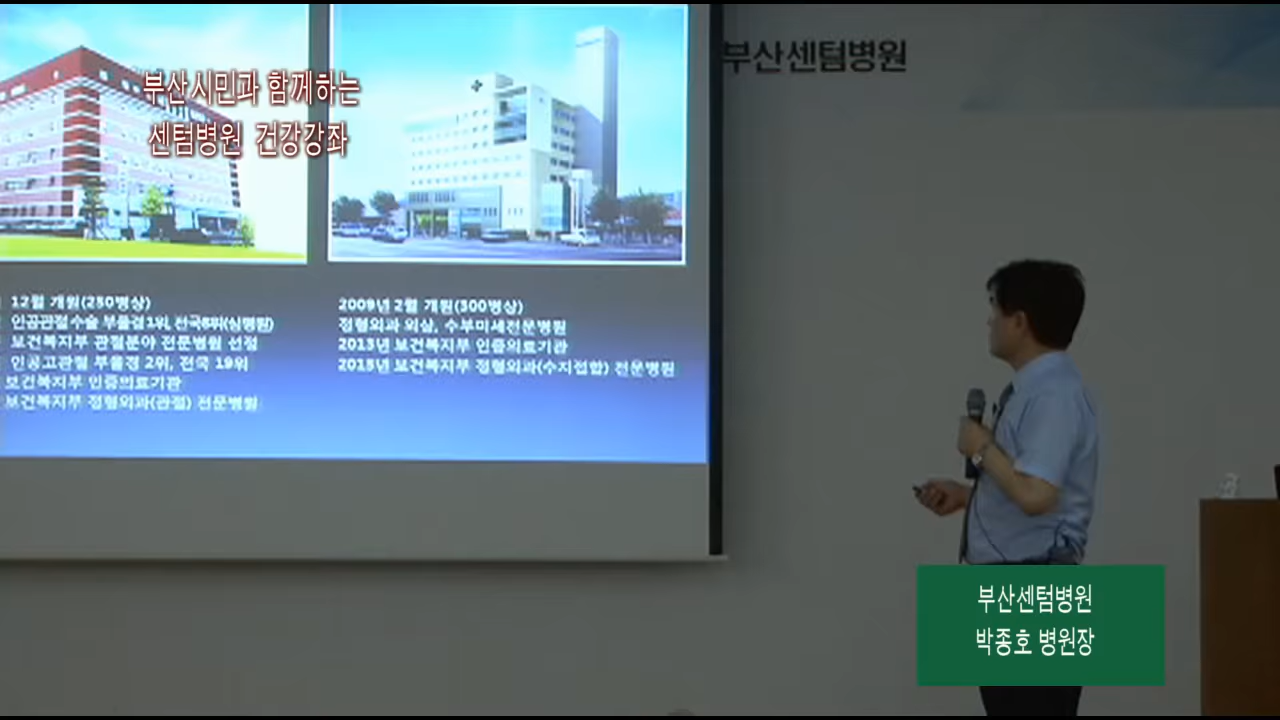 부산시민과 함께하는
센텀병원 건강강좌
부산센텀병원
12월 개원(250병상)
인공관절수술 부울경 1위, 전국8위(심평원)
보건복지부 관절분야 전문병원 선정
인공고관절 부울경 2위, 전국 19위
보건복지부 인증의료기관
보건복지부 정형외과(관절) 전문병원
2009년 2월 개원(300병상)
정형외과 외상, 수부미세전문병원
2013년 보건복지부 인증의료기관
2015년 보건복지부 정형외과(수지접합) 전문병원
부산센텀병원
박종호 병원장